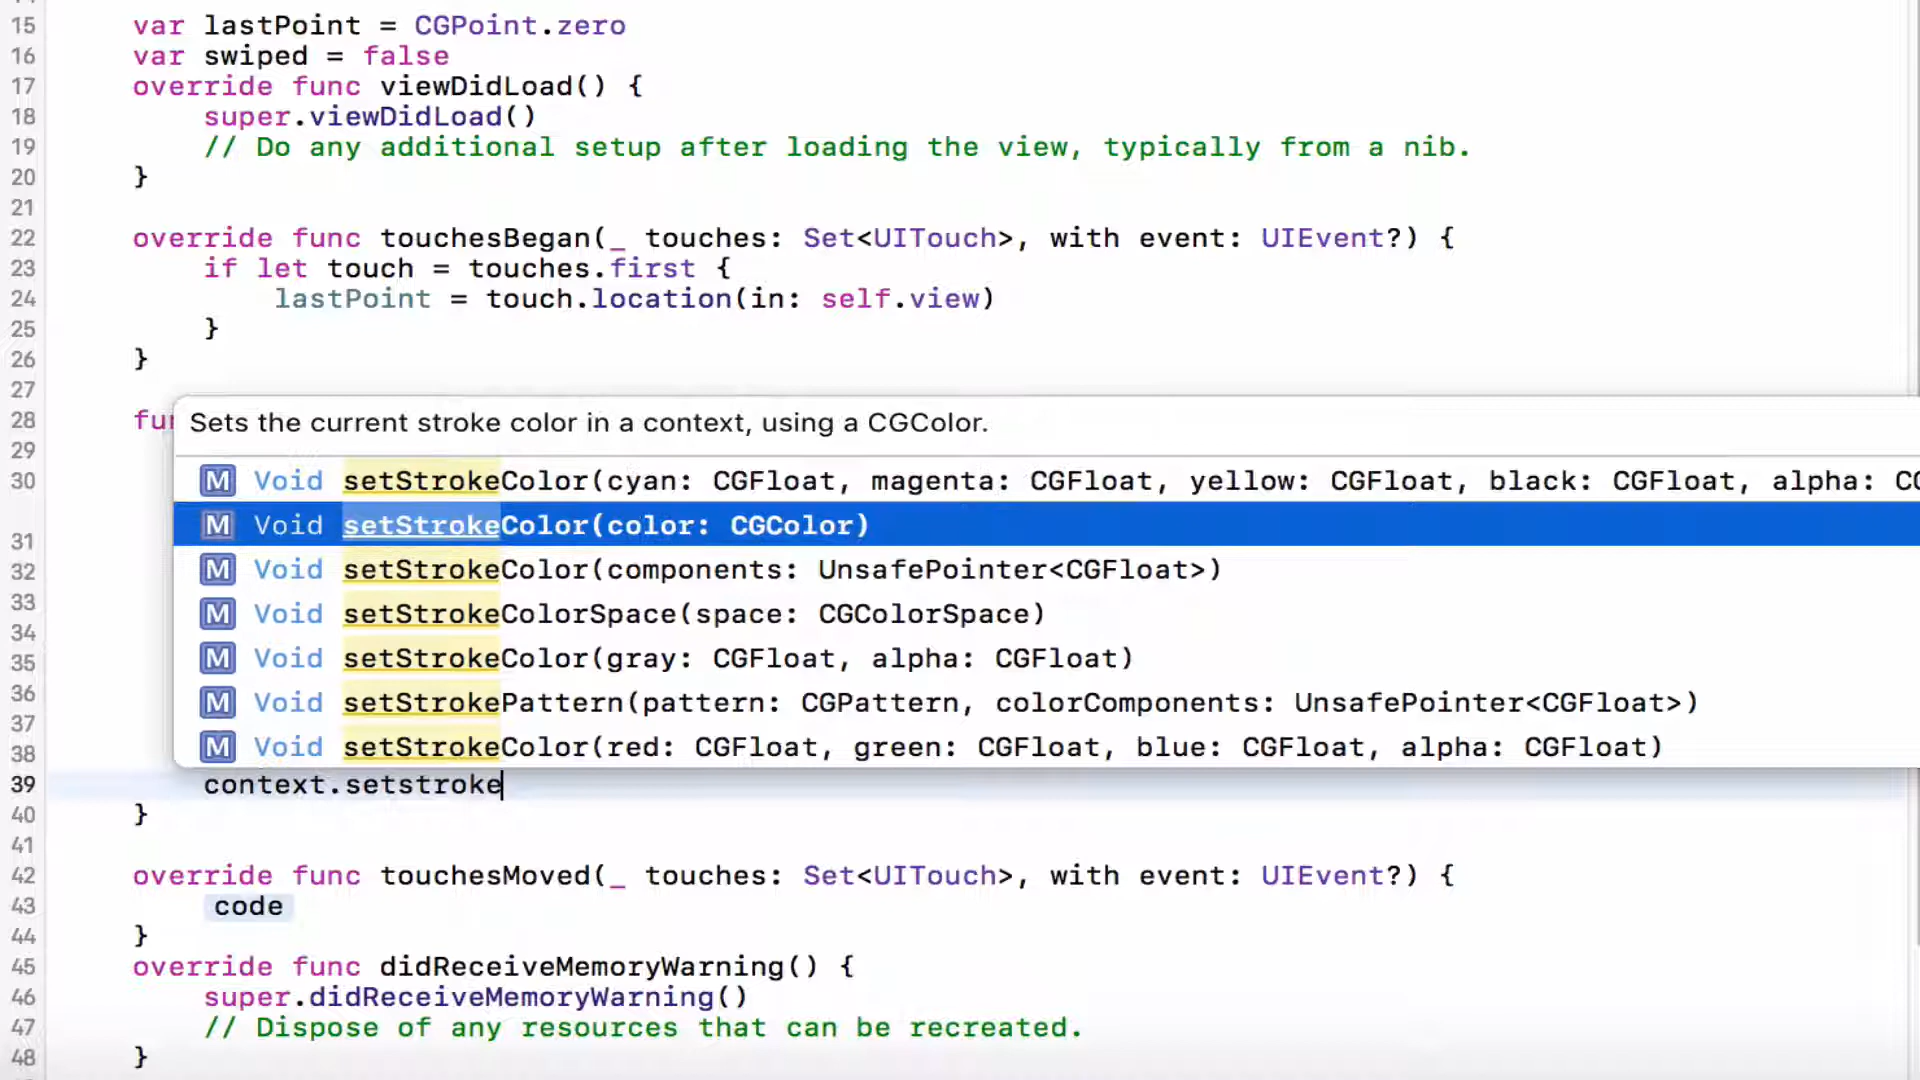 15 var lastPoint = CGPoint.zero
16 var swiped = false
17 override func viewDidLoad() {
18 super.viewDidLoad()
19 // Do any additional setup after loading the view, typically from a nib.
20 }
21
22 override func touchesBegan(_ touches: Set<UITouch>, with event: UIEvent?) {
23 if let touch = touches.first {
24 lastPoint = touch.location(in: self.view)
25 }
26 }
27
28 fun
Sets the current stroke color in a context, using a CGColor.
29
30
M Void setStrokeColor(cyan: CGFloat, magenta: CGFloat, yellow: CGFloat, black: CGFloat, alpha: CG
M Void setStrokeColor(color: CGColor)
31
M Void setStrokeColor(components: UnsafePointer<CGFloat>)
32
33
M Void setStrokeColorSpace(space: CGColorSpace)
34
M Void setStrokeColor(gray: CGFloat, alpha: CGFloat)
35
36
M Void setStrokePattern(pattern: CGPattern, colorComponents: UnsafePointer<CGFloat>)
37
M Void setStrokeColor(red: CGFloat, green: CGFloat, blue: CGFloat, alpha: CGFloat)
38
39 context.setstroke
40 }
41
42 override func touchesMoved(_ touches: Set<UITouch>, with event: UIEvent?) {
43 code
44 }
45 override func didReceiveMemoryWarning() {
46 super.didReceiveMemoryWarning()
47 // Dispose of any resources that can be recreated.
48 }